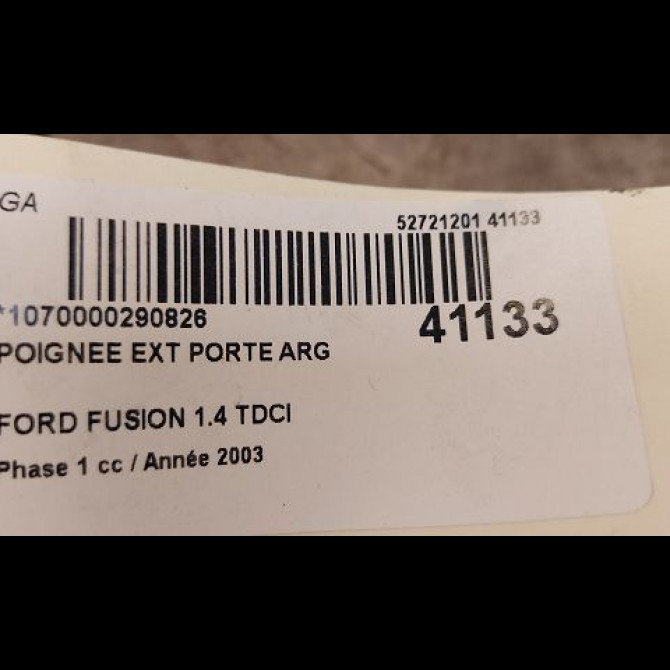 GA
52721201 41133
*1070000290826
41133
POIGNEE EXT PORTE ARG
FORD FUSION 1.4 TDCI
Phase 1 cc / Année 2003